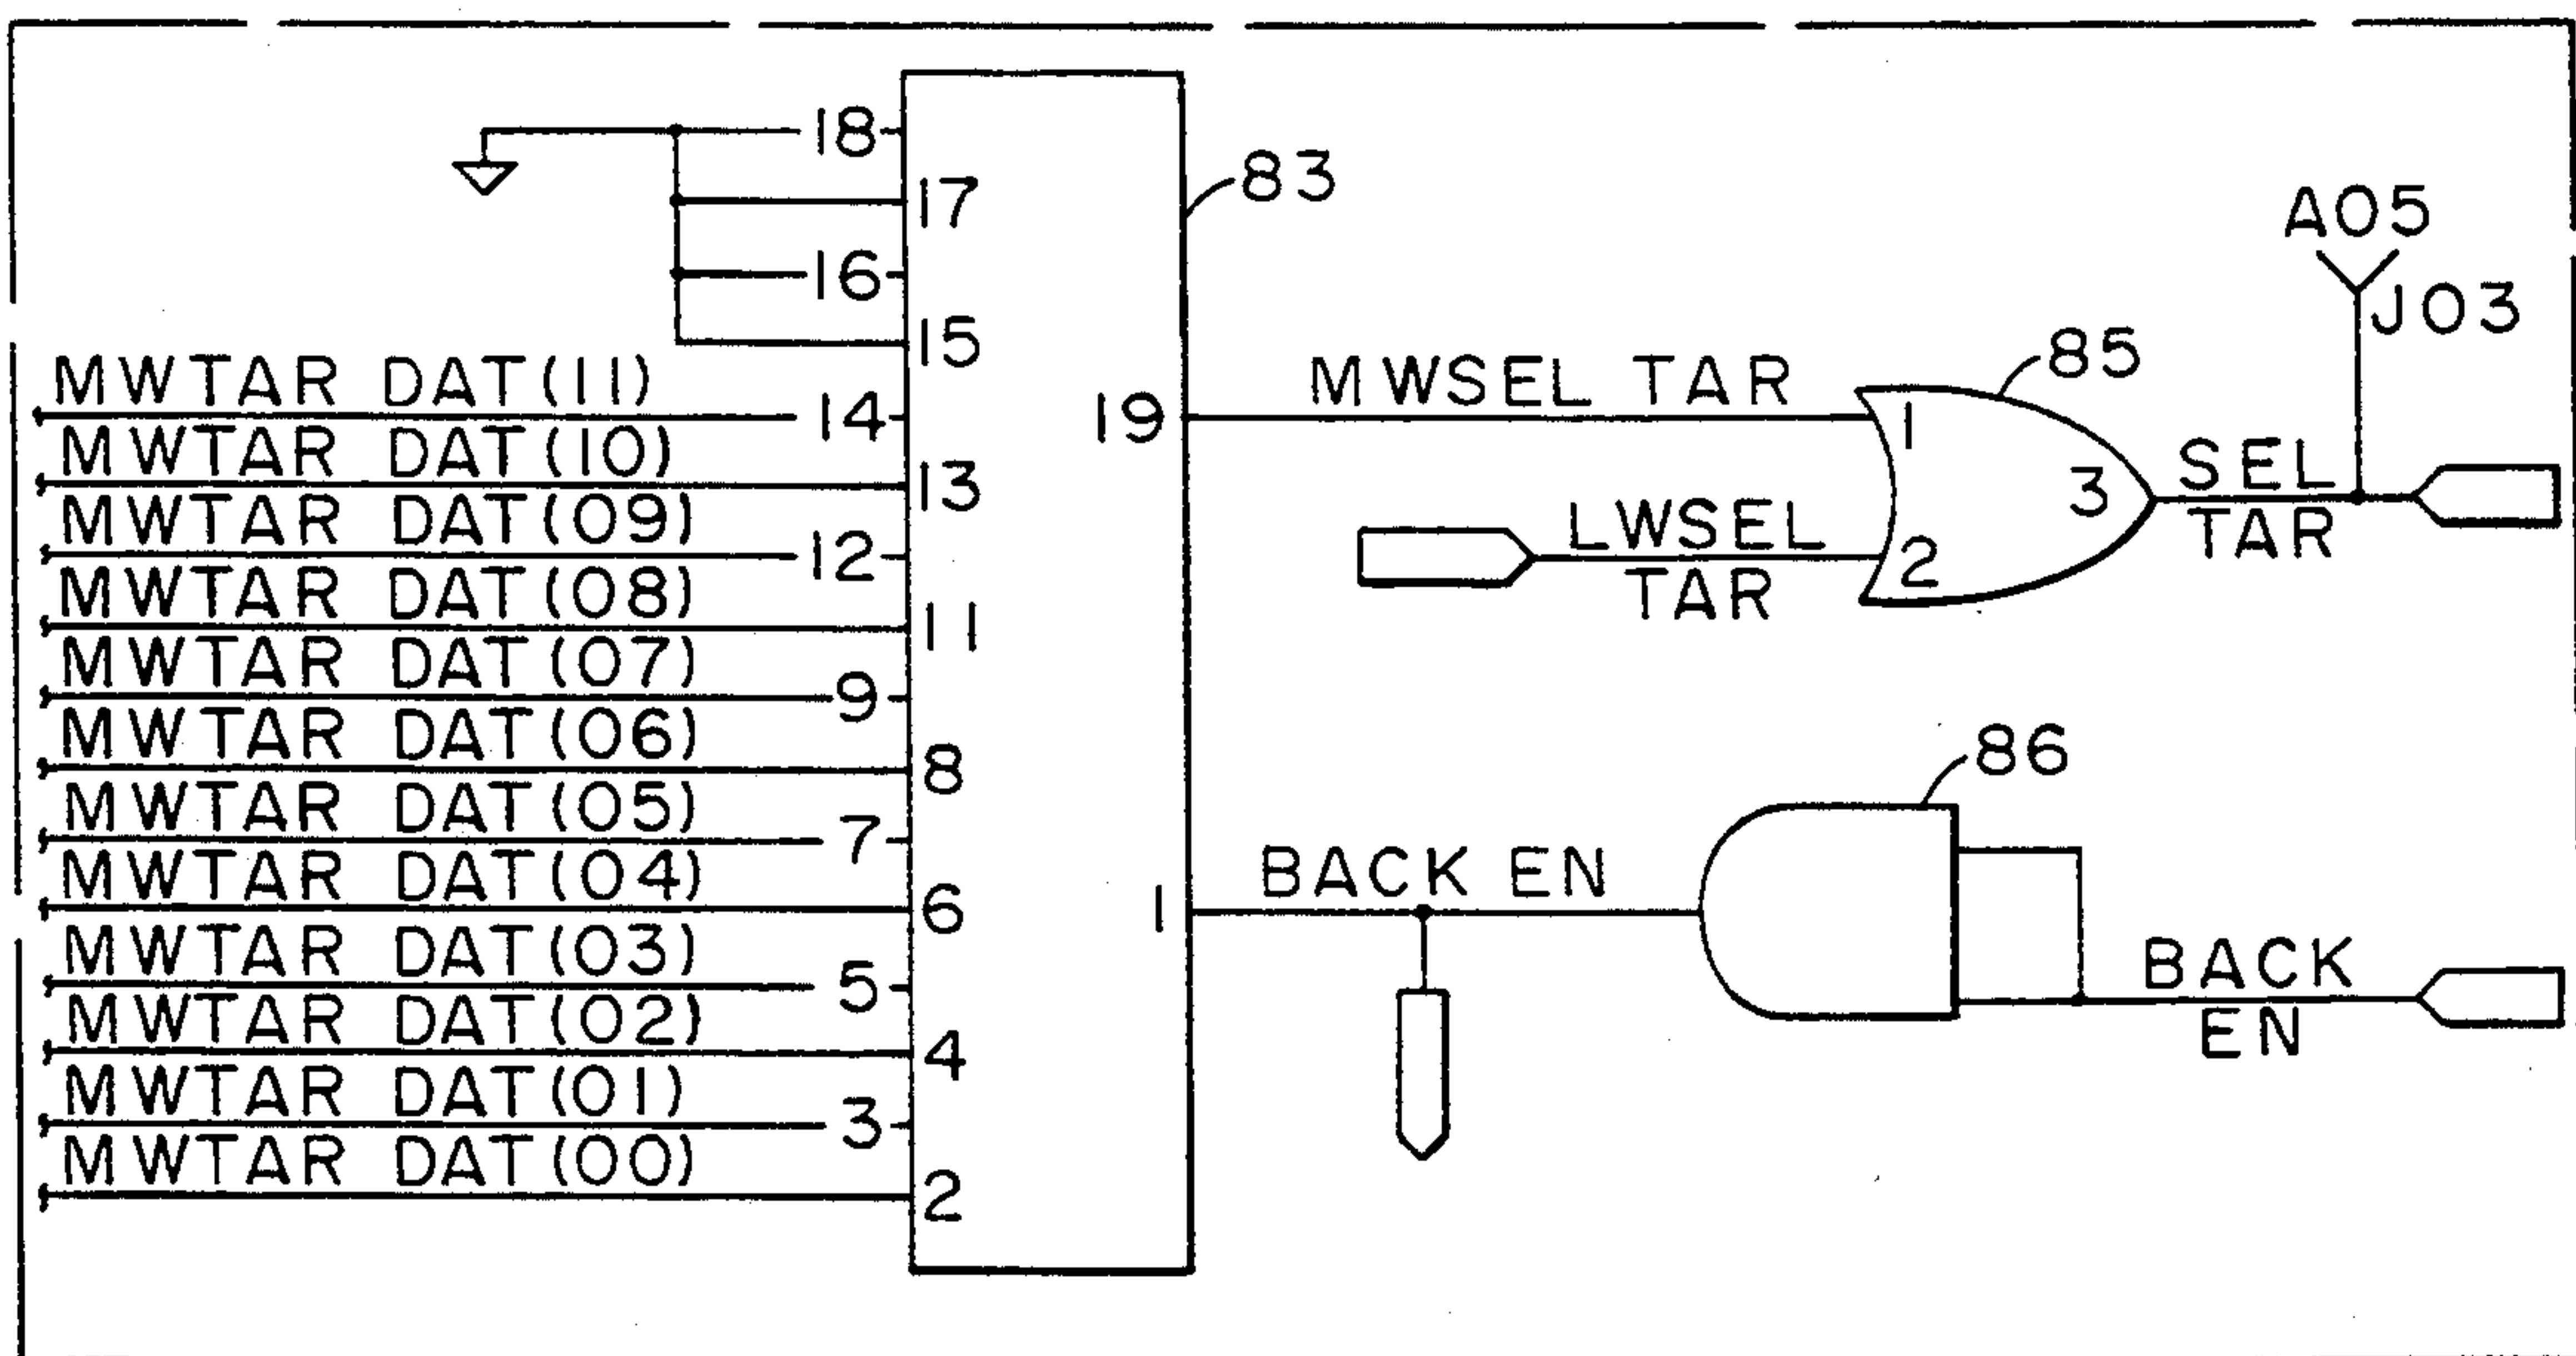 18
17
83
16
A05
J03
15
MWTAR DAT(11)
14
19
MWSEL TAR
1
85
MWTAR DAT(10)
13
3
SEL
TAR
MWTAR DAT(09)
12
LWSEL
TAR
2
MWTAR DAT(08)
11
MWTAR DAT(07)
9
MWTAR DAT(06)
8
86
MWTAR DAT(05)
7
MWTAR DAT(04)
6
1
BACK EN
MWTAR DAT(03)
5
BACK
EN
MWTAR DAT(02)
4
MWTAR DAT(01)
3
MWTAR DAT(00)
2